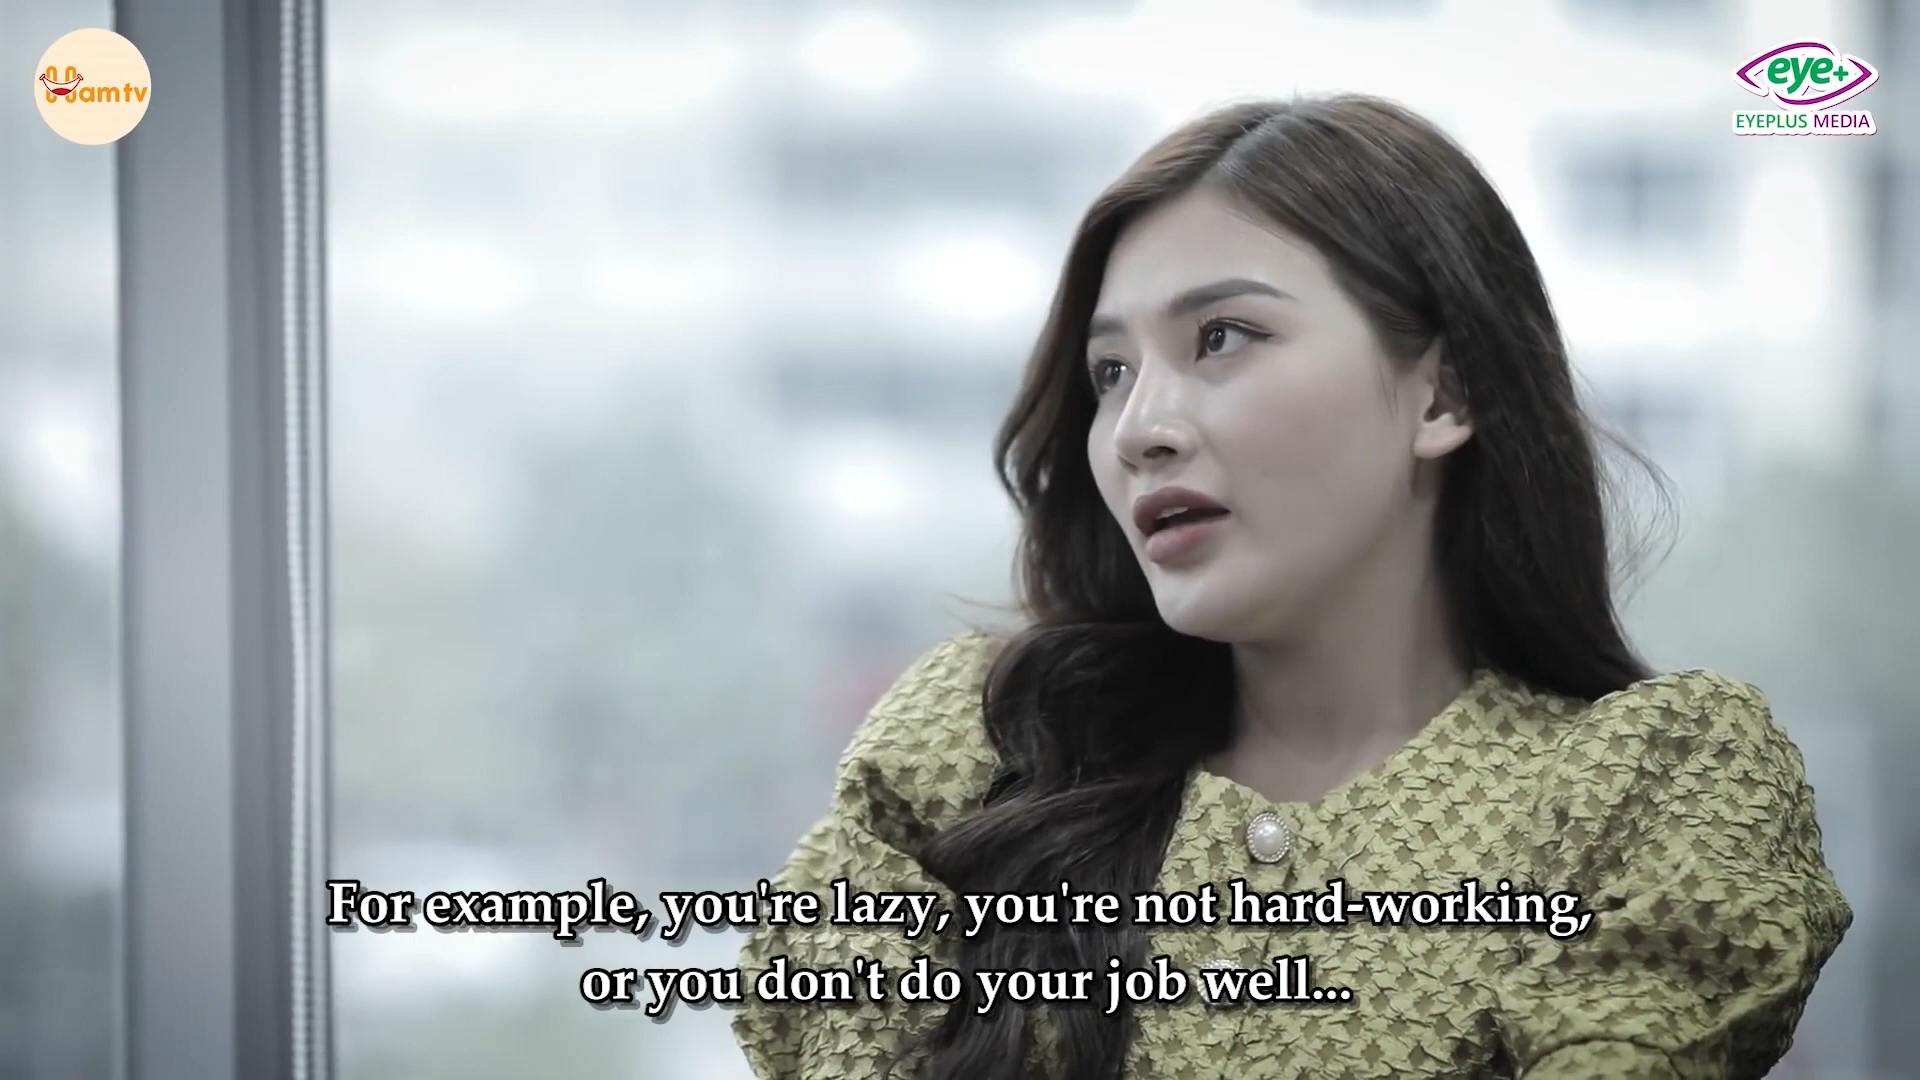 Hamtv
eye+
EYEPLUS MEDIA
For example, you're lazy, you're not hard-working,
or you don't do your job well...